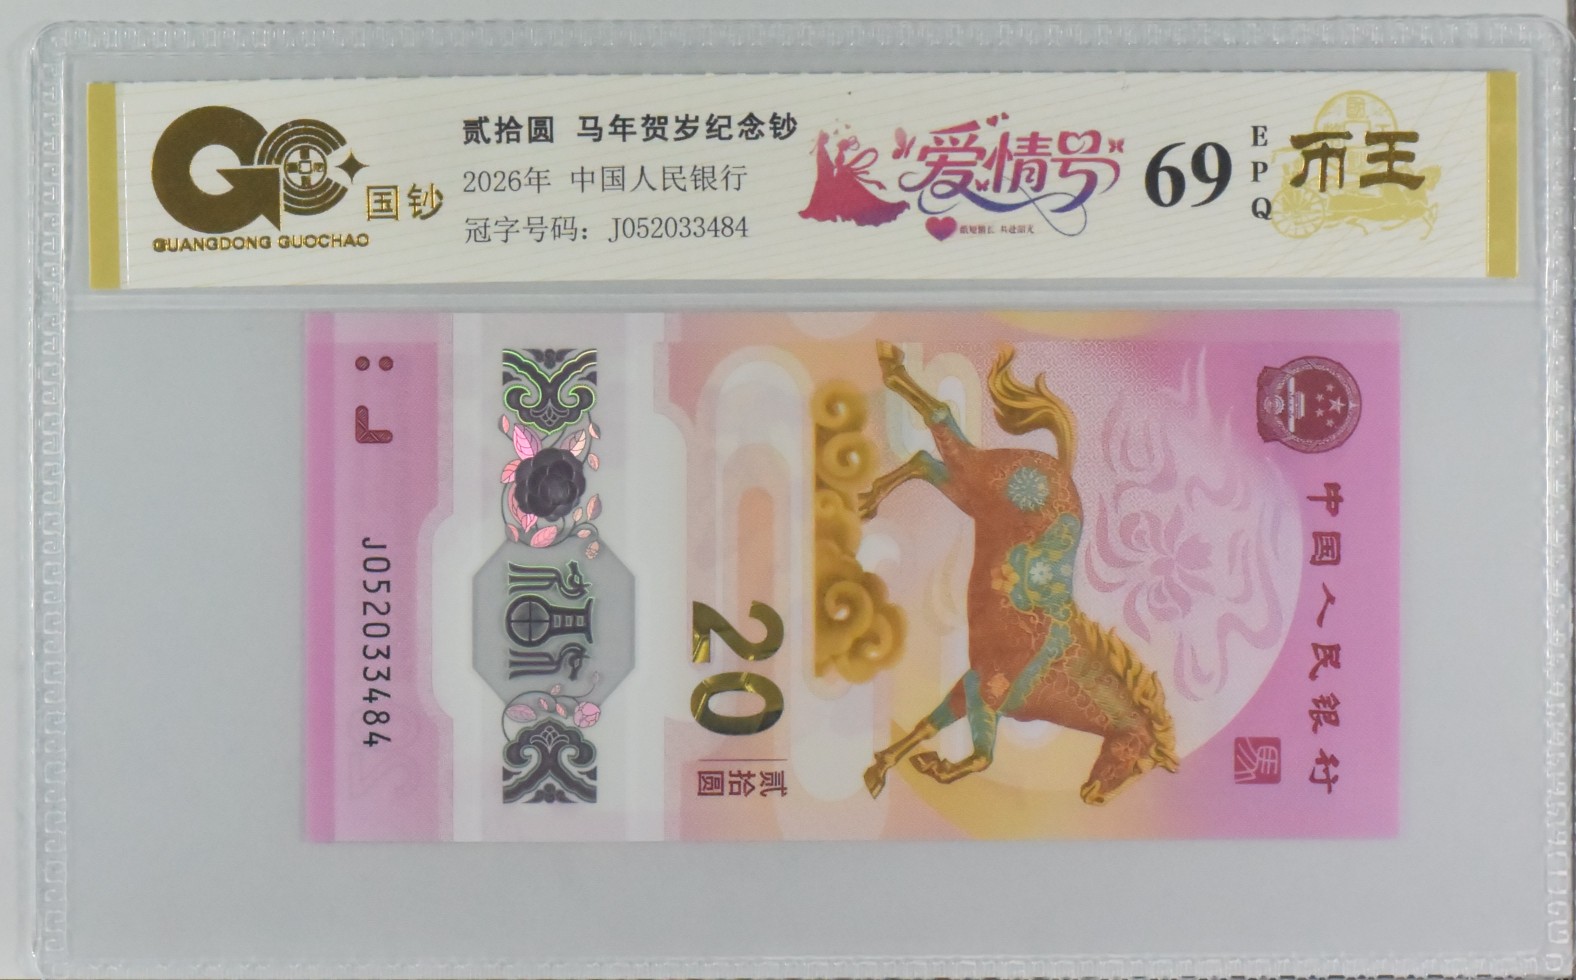 国钞
GUANGDONG GUOCHAO
贰拾圆 马年贺岁纪念钞
2026年 中国人民银行
冠字号码：J052033484
爱情号
69
EPQ
币王
中国人民银行
馬
20
贰拾圆
J052033484